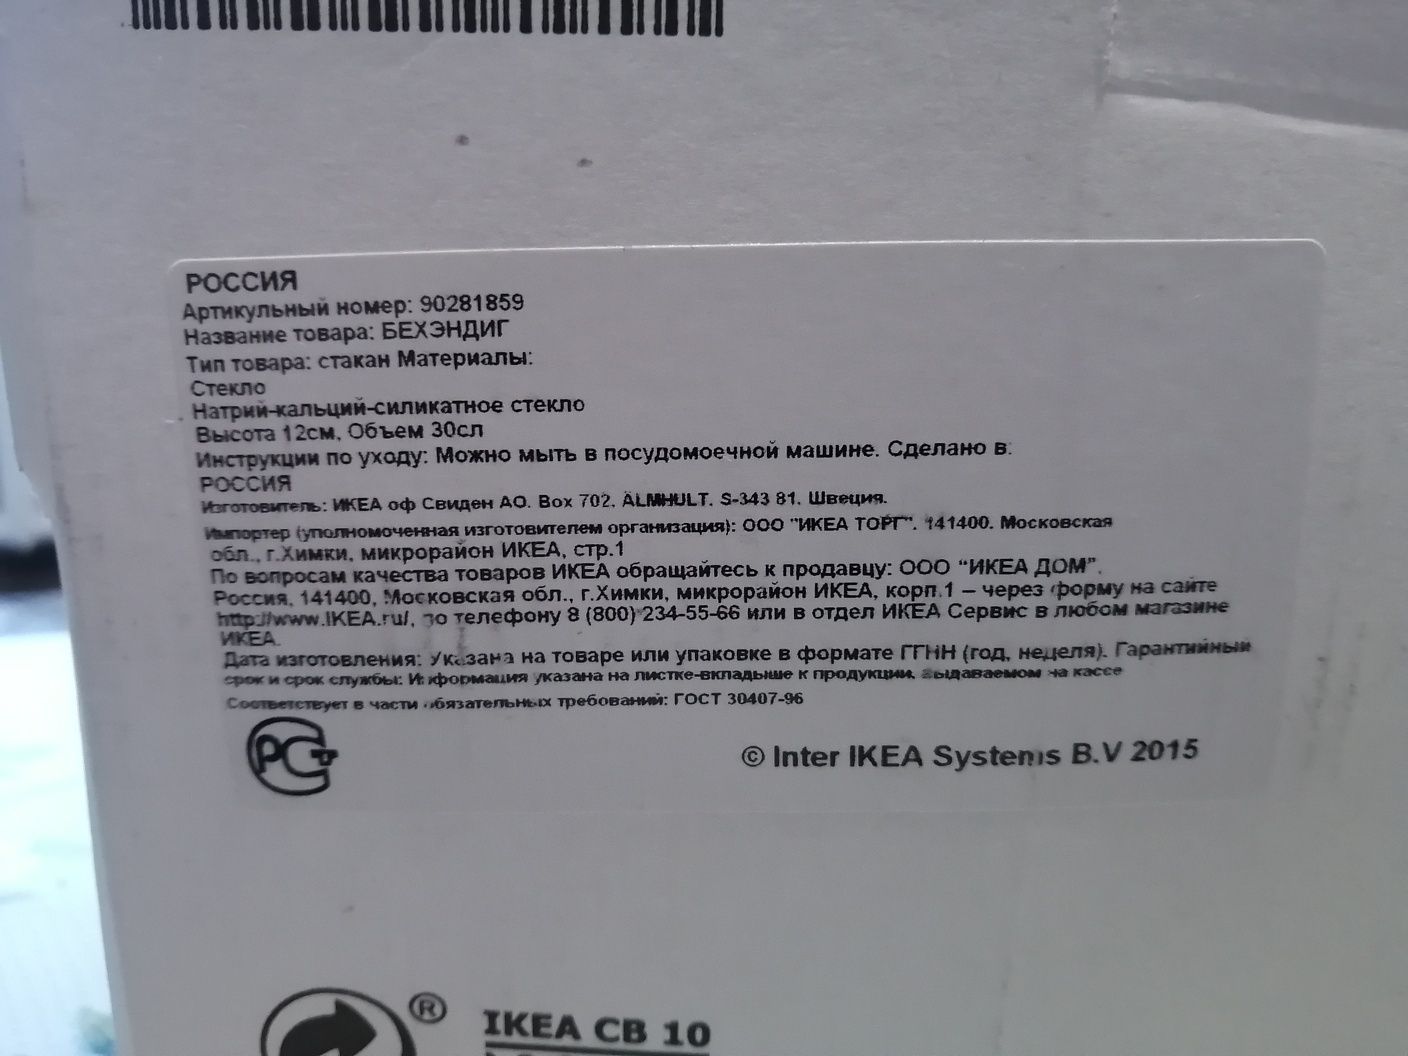 РОССИЯ
Артикульный номер: 90281859
Название товара: БЕХЭНДИГ
Тип товара: стакан Материалы:
Стекло
Натрий-кальций-силикатное стекло
Высота 12см, Объем 30сл
Инструкции по уходу: Можно мыть в посудомоечной машине. Сделано в:
РОССИЯ
Изготовитель: ИКЕА оф Свиден АО. Box 702. ÄLMHULT. S-343 81. Швеция.
Импортер (уполномоченная изготовителем организация): ООО "ИКЕА ТОРГ". 141400. Московская
обл., г.Химки, микрорайон ИКЕА, стр.1
По вопросам качества товаров ИКЕА обращайтесь к продавцу: ООО “ИКЕА ДОМ”.
Россия, 141400, Московская обл., г.Химки, микрорайон ИКЕА, корп.1 – через форму на сайте
http://www.IKEA.ru/, по телефону 8 (800) 234-55-66 или в отдел ИКЕА Сервис в любом магазине
ИКЕА.
Дата изготовления: Указана на товаре или упаковке в формате ГГНН (год, неделя). Гарантийный
срок и срок службы: Информация указана на листке-вкладыше к продукции, выдаваемом на кассе
Соответствует в части обязательных требований: ГОСТ 30407-96
РСТ
© Inter IKEA Systems B.V 2015
®
IKEA CB 10